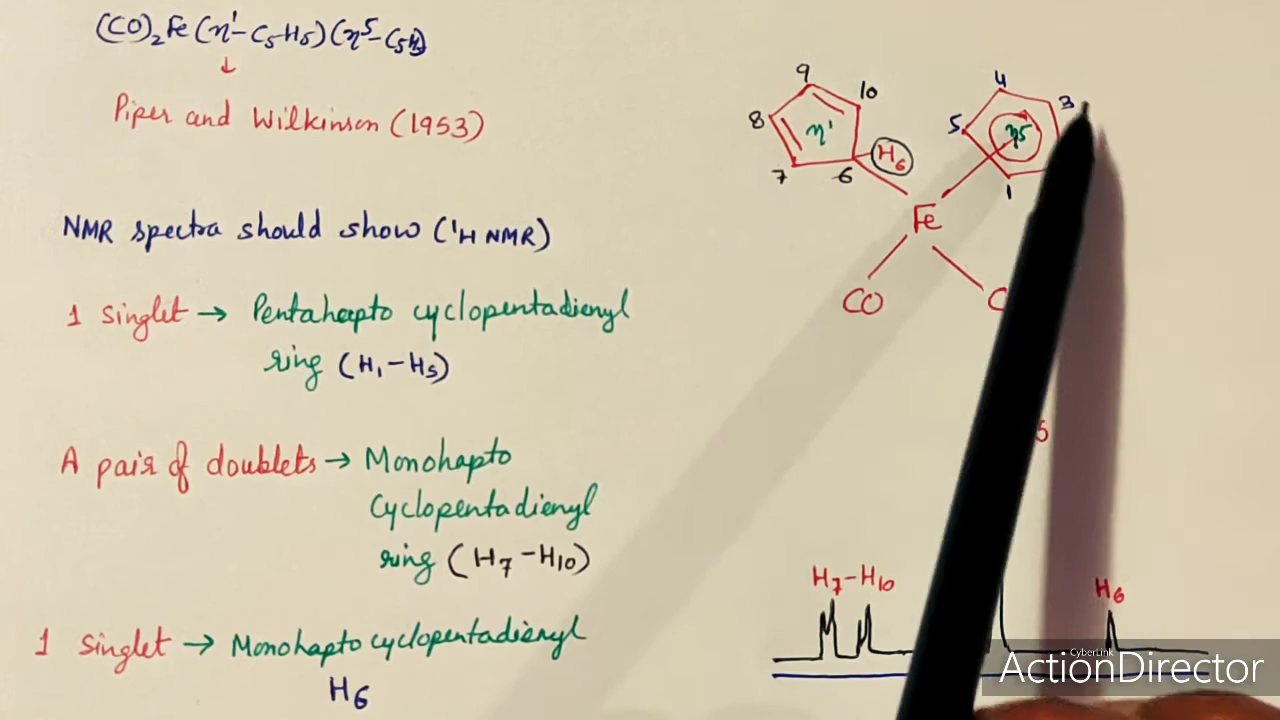 (CO)₂Fe(η¹-C₅H₅)(η⁵-C₅H₅
↓
Piper and Wilkinson (1953)
NMR spectra should show (¹H NMR)
1 Singlet → Pentahapto cyclopentadienyl
ring (H₁-H₅)
A pair of doublets → Monohapto
Cyclopentadienyl
ring (H₇-H₁₀)
1 Singlet → Monohapto cyclopentadienyl
H₆
9
10
8
η¹
7
6
H₆
4
3
5
η⁵
1
Fe
CO
C
5
H₇-H₁₀
H₆
CyberLink
ActionDirector